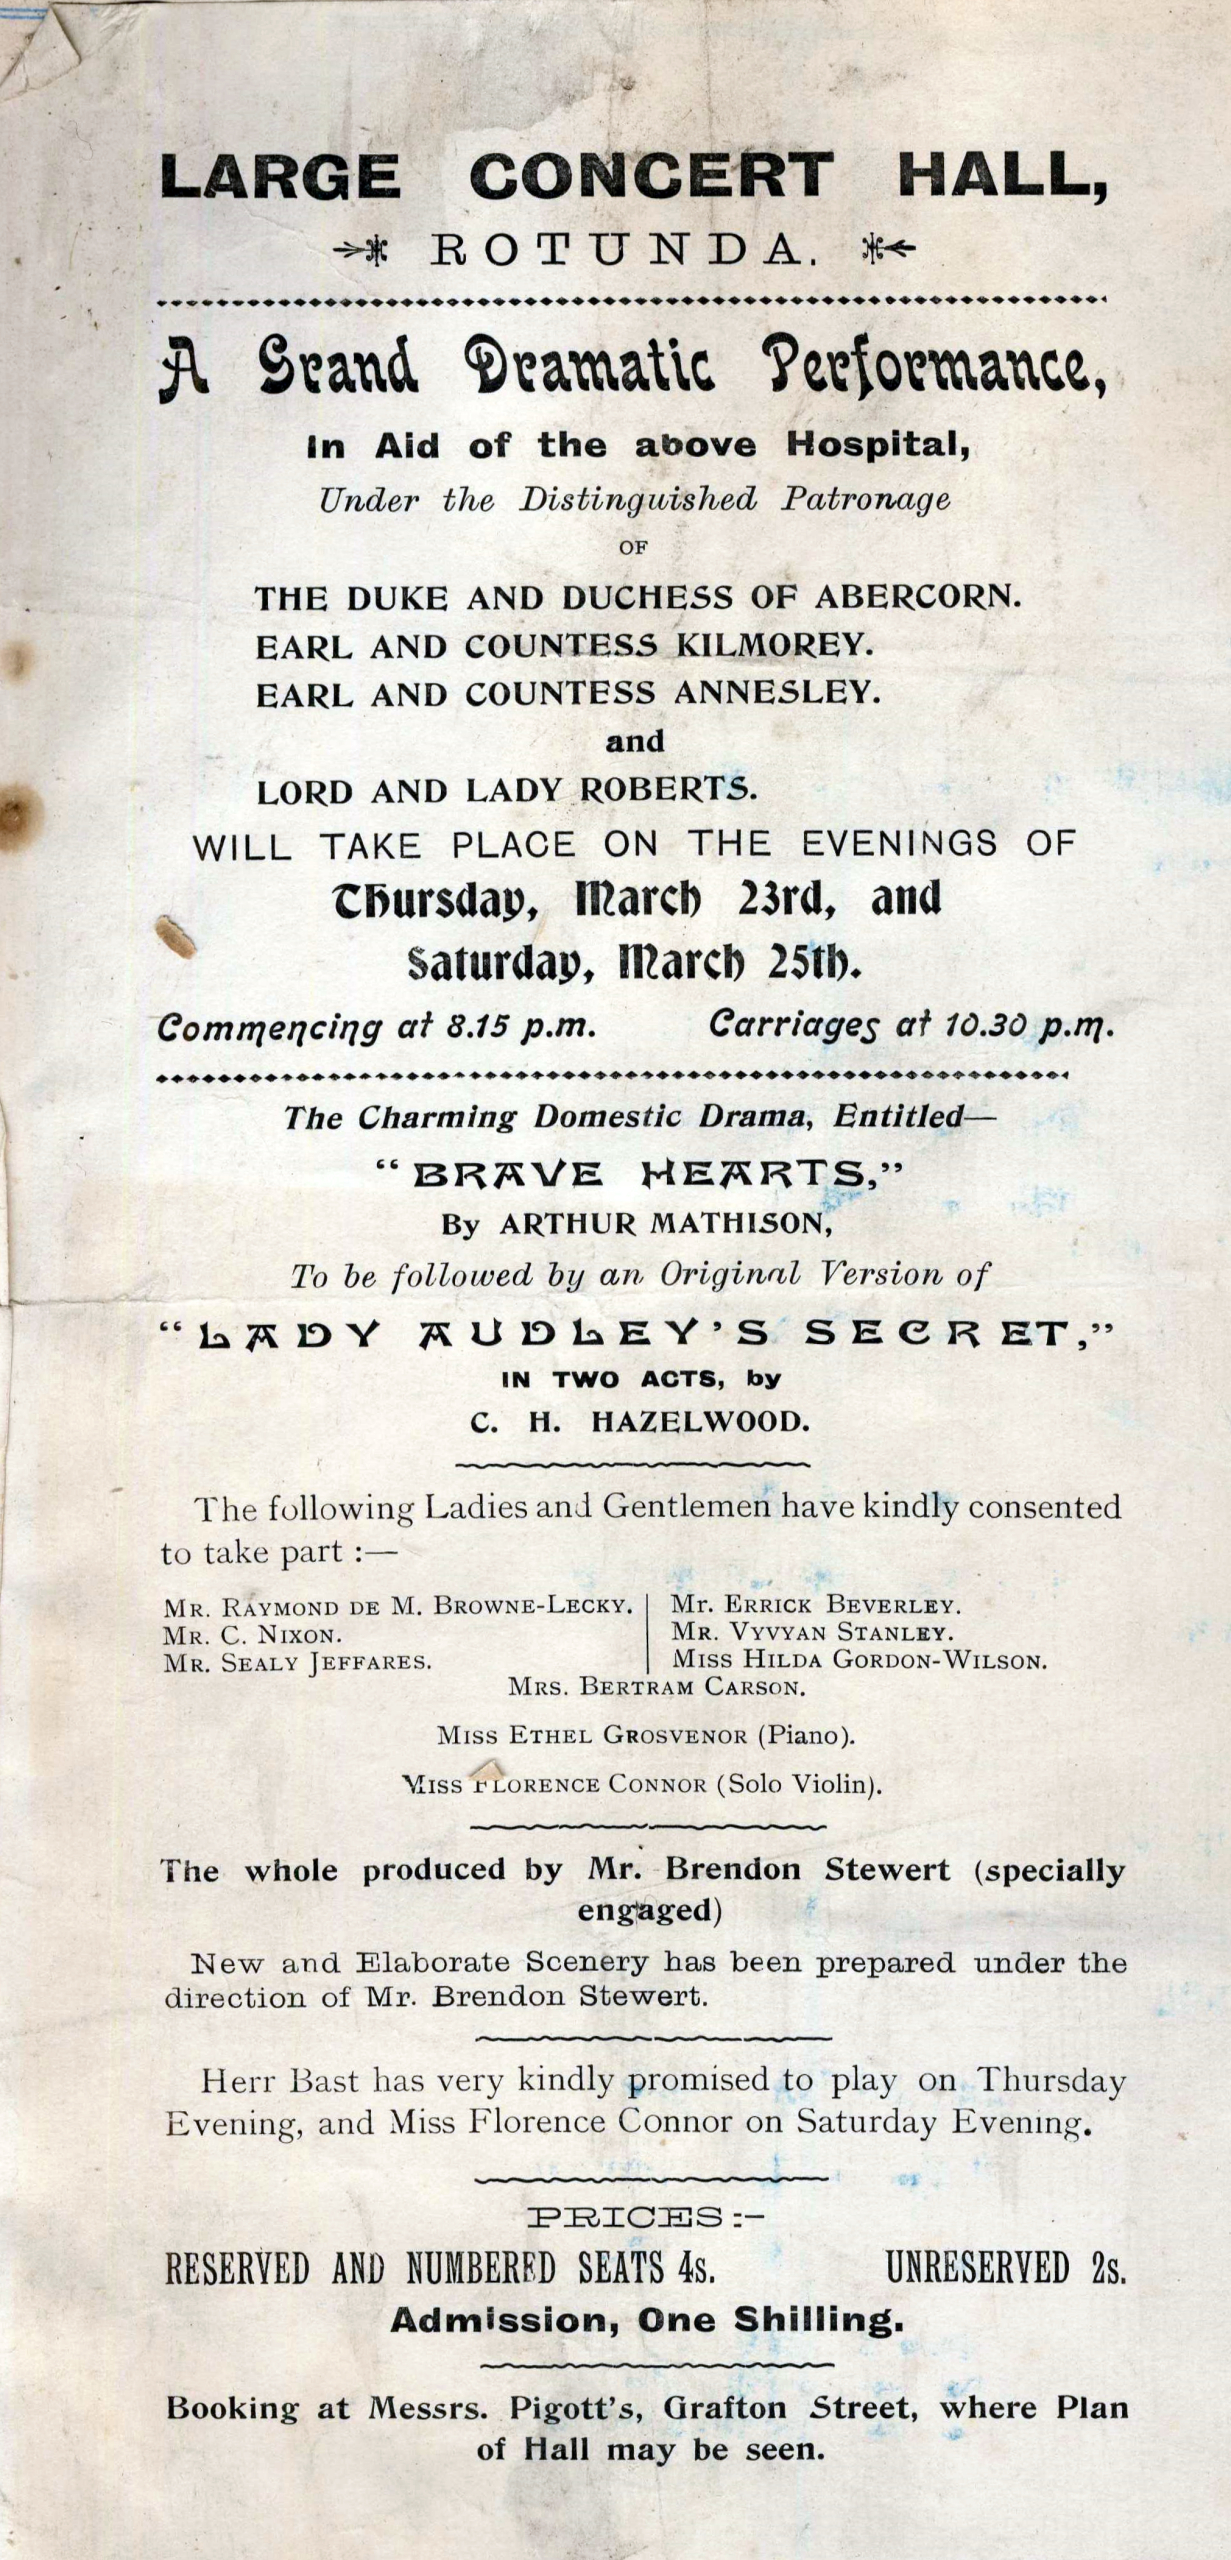 LARGE CONCERT HALL,
ROTUNDA.
A Grand Dramatic Performance,
In Aid of the above Hospital,
Under the Distinguished Patronage
OF
THE DUKE AND DUCHESS OF ABERCORN.
EARL AND COUNTESS KILMOREY.
EARL AND COUNTESS ANNESLEY.
and
LORD AND LADY ROBERTS.
WILL TAKE PLACE ON THE EVENINGS OF
Thursday, March 23rd, and
Saturday, March 25th.
Commencing at 8.15 p.m. Carriages at 10.30 p.m.
The Charming Domestic Drama, Entitled—
“BRAVE HEARTS,”
By ARTHUR MATHISON,
To be followed by an Original Version of
“LADY AUDLEY’S SECRET,”
IN TWO ACTS, by
C. H. HAZELWOOD.
The following Ladies and Gentlemen have kindly consented
to take part :—
MR. RAYMOND DE M. BROWNE-LECKY.
MR. C. NIXON.
MR. SEALY JEFFARES.
Mr. ERRICK BEVERLEY.
MR. VYVYAN STANLEY.
MISS HILDA GORDON-WILSON.
MRS. BERTRAM CARSON.
MISS ETHEL GROSVENOR (Piano).
MISS FLORENCE CONNOR (Solo Violin).
The whole produced by Mr. Brendon Stewert (specially
engaged)
New and Elaborate Scenery has been prepared under the
direction of Mr. Brendon Stewert.
Herr Bast has very kindly promised to play on Thursday
Evening, and Miss Florence Connor on Saturday Evening.
PRICES :—
RESERVED AND NUMBERED SEATS 4s. UNRESERVED 2s.
Admission, One Shilling.
Booking at Messrs. Pigott's, Grafton Street, where Plan
of Hall may be seen.